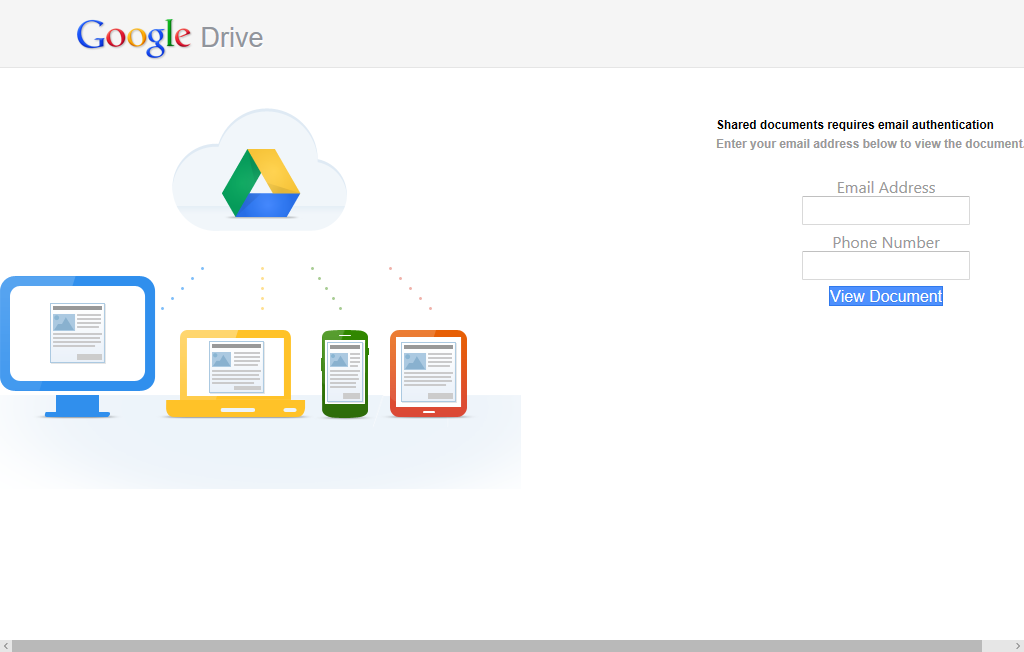 Google Drive
Shared documents requires email authentication
Enter your email address below to view the document.
Email Address
Phone Number
View Document